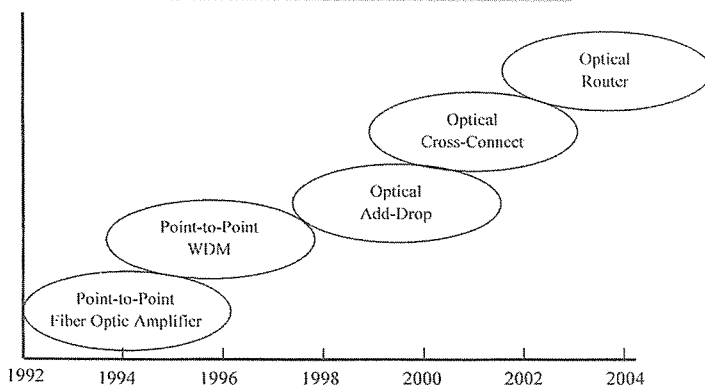 Optical
Router
Optical
Cross-Connect
Optical
Add-Drop
Point-to-Point
WDM
Point-to-Point
Fiber Optic Amplifier
1992 1994 1996 1998 2000 2002 2004